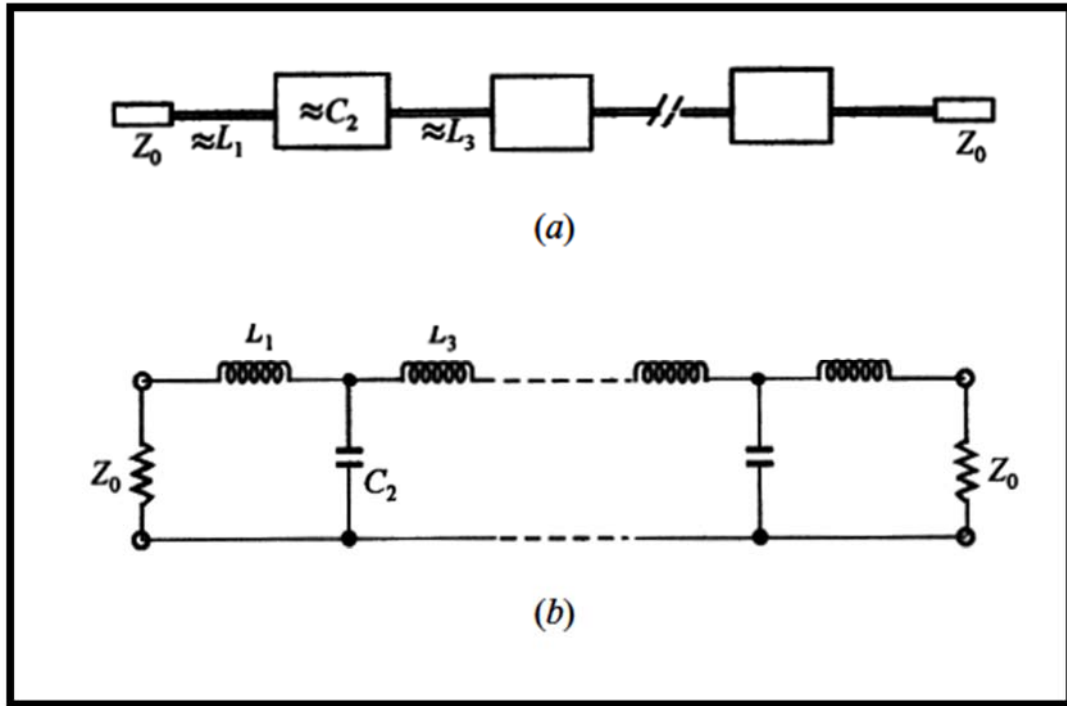 ≈C₂
Z₀ ≈L₁ ≈L₃ Z₀
(a)
L₁ L₃
Z₀ C₂ Z₀
(b)